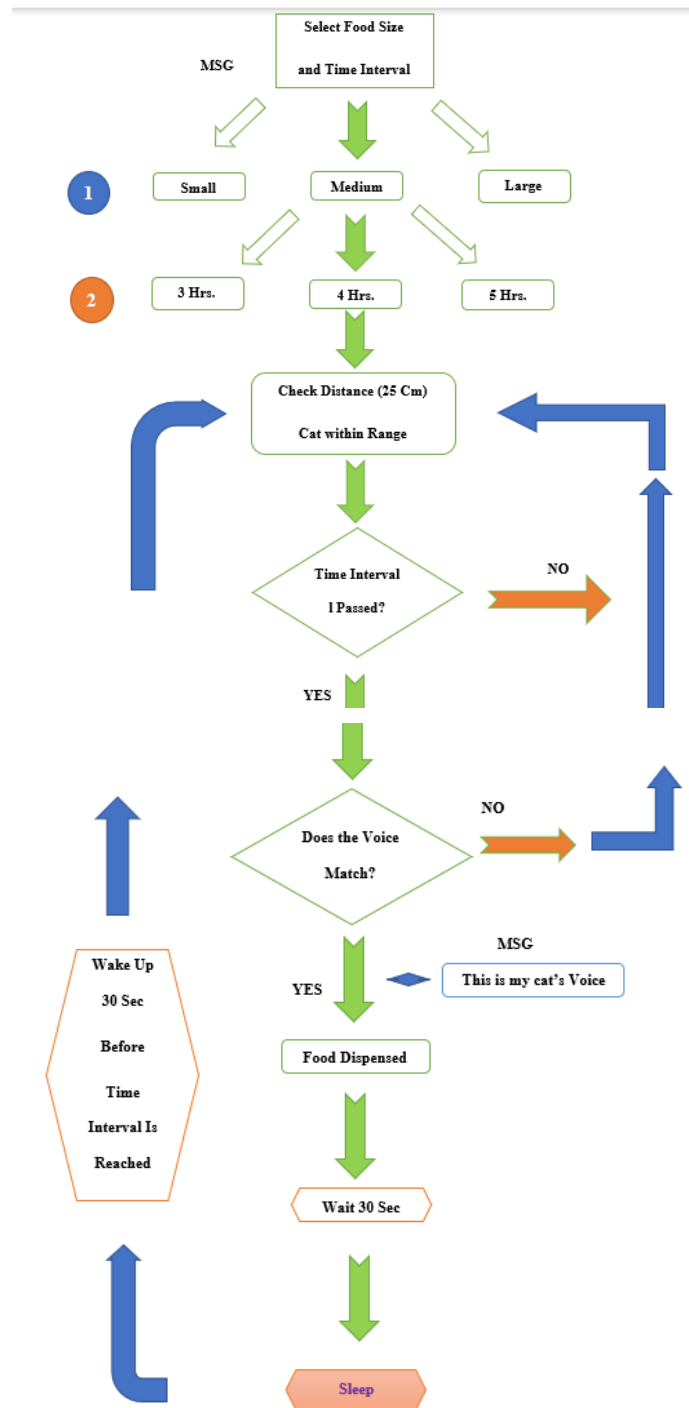 Select Food Size
and Time Interval
MSG
1
Small
Medium
Large
2
3 Hrs.
4 Hrs.
5 Hrs.
Check Distance (25 Cm)
Cat within Range
Time Interval
l Passed?
NO
YES
Does the Voice
Match?
NO
MSG
This is my cat's Voice
YES
Wake Up
30 Sec
Before
Time
Interval Is
Reached
Food Dispensed
Wait 30 Sec
Sleep